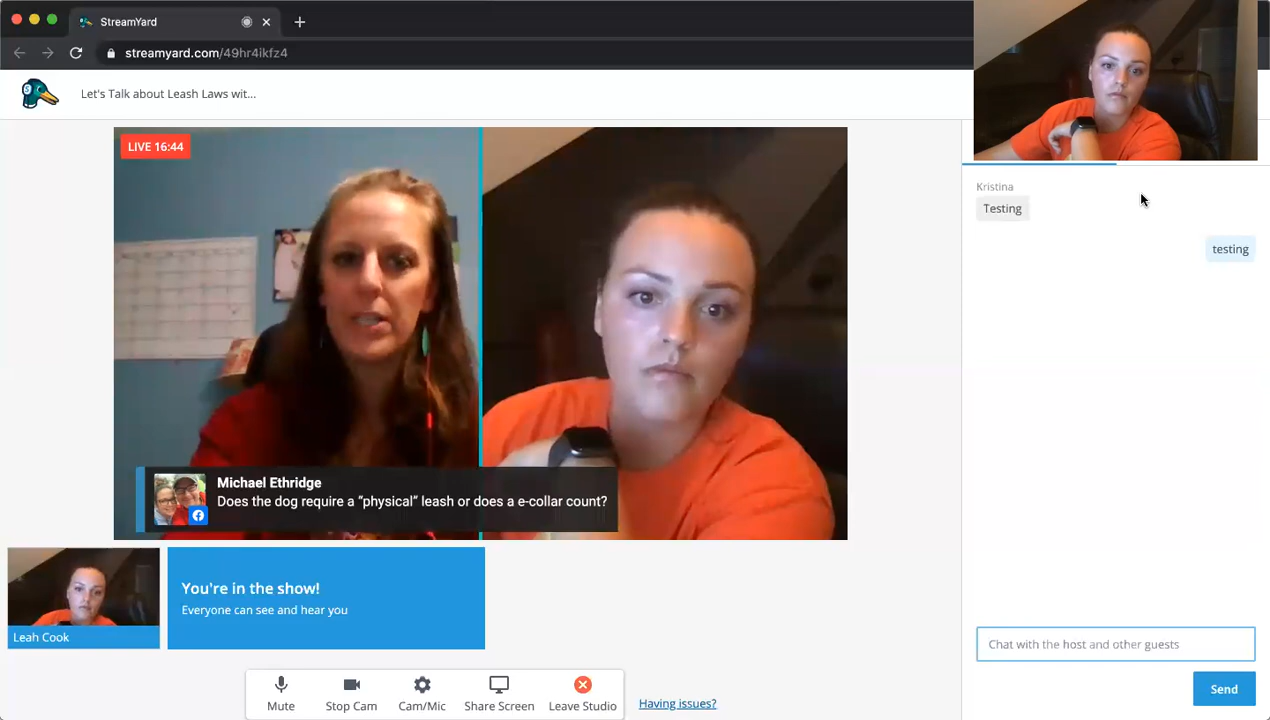 StreamYard
streamyard.com/49hr4ikfz4
Let's Talk about Leash Laws wit...
LIVE 16:44
Kristina
Testing
testing
Michael Ethridge
Does the dog require a “physical” leash or does a e-collar count?
Leah Cook
You're in the show!
Everyone can see and hear you
Mute
Stop Cam
Cam/Mic
Share Screen
Leave Studio
Having issues?
Chat with the host and other guests
Send